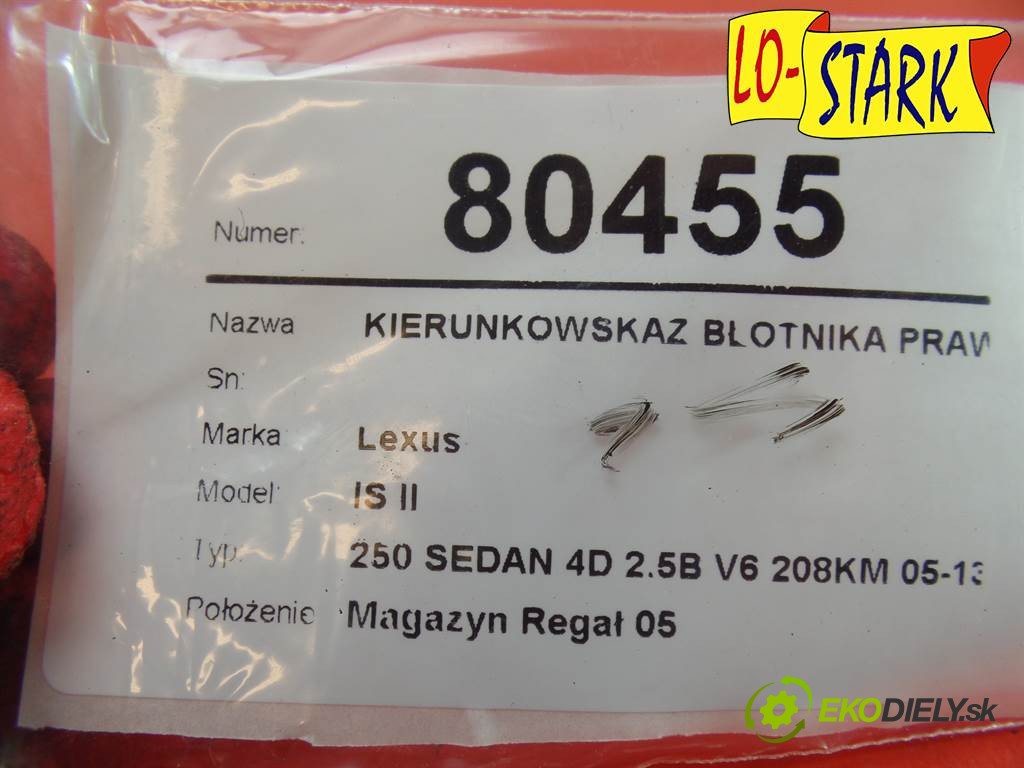 LO-STARK
Numer: 80455
Nazwa KIERUNKOWSKAZ BŁOTNIKA PRAW
Sn:
Marka Lexus
Model IS II
Typ: 250 SEDAN 4D 2.5B V6 208KM 05-13
Położenie Magazyn Regał 05
EKODIELY.sk